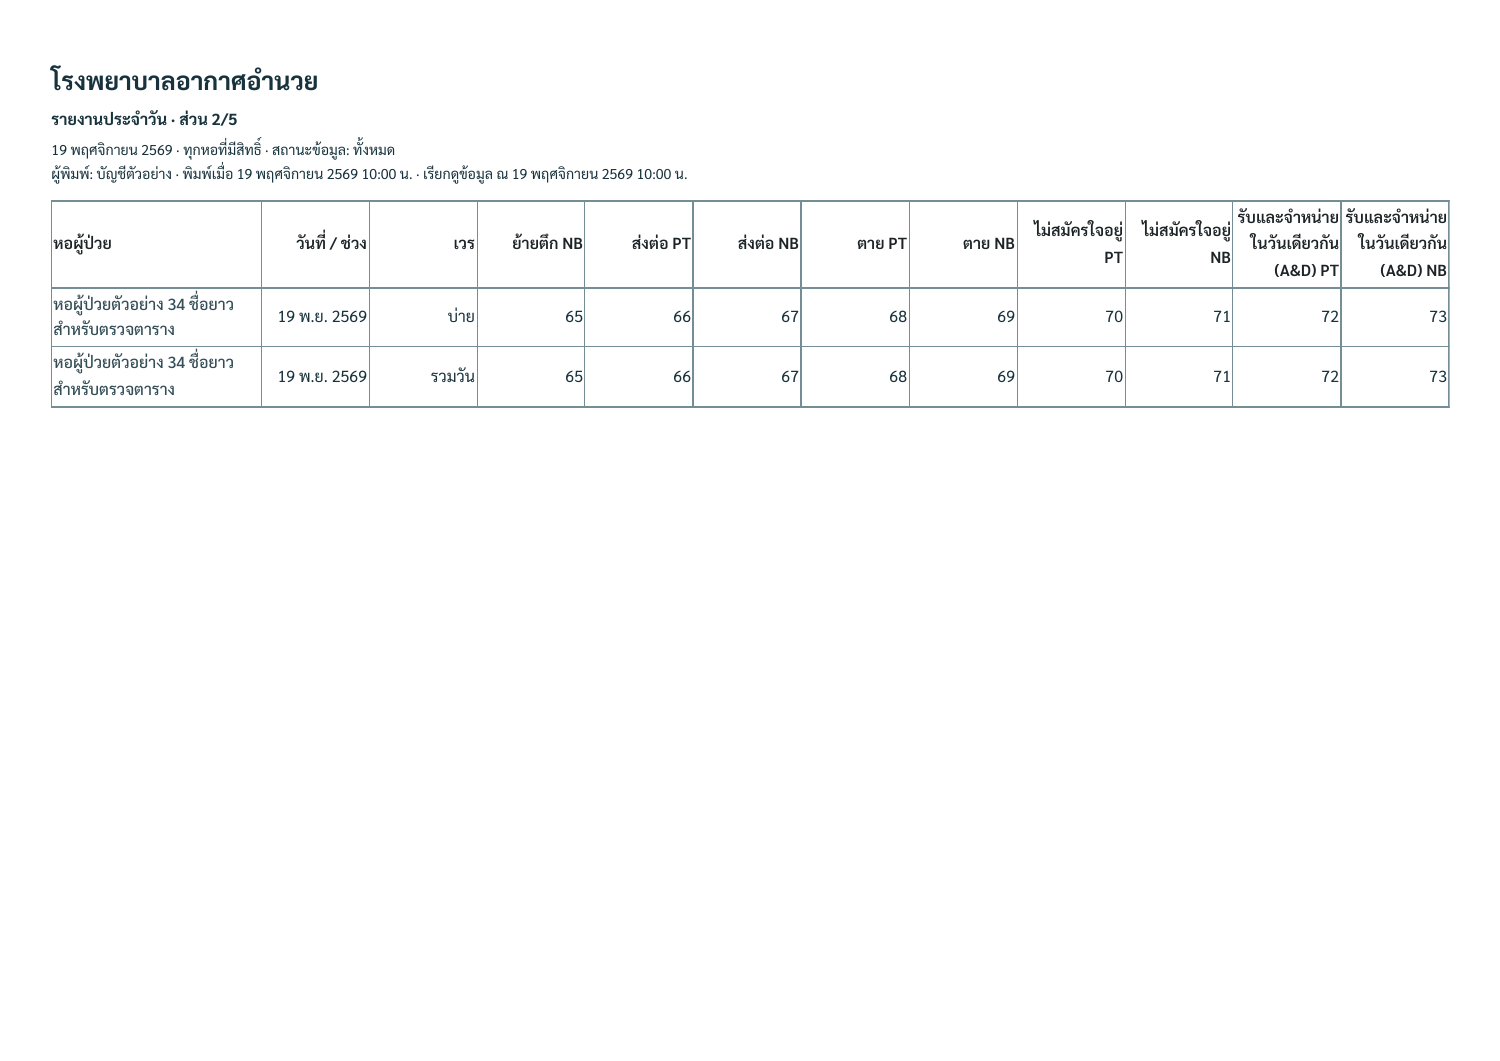 โรงพยาบาลอากาศอำนวย
รายงานประจำวัน · ส่วน 2/5
19 พฤศจิกายน 2569 · ทุกหอที่มีสิทธิ์ · สถานะข้อมูล: ทั้งหมด
ผู้พิมพ์: บัญชีตัวอย่าง · พิมพ์เมื่อ 19 พฤศจิกายน 2569 10:00 น. · เรียกดูข้อมูล ณ 19 พฤศจิกายน 2569 10:00 น.
หอผู้ป่วย
วันที่ / ช่วง
เวร
ย้ายตึก NB
ส่งต่อ PT
ส่งต่อ NB
ตาย PT
ตาย NB
ไม่สมัครใจอยู่
PT
ไม่สมัครใจอยู่
NB
รับและจำหน่าย
ในวันเดียวกัน
(A&D) PT
รับและจำหน่าย
ในวันเดียวกัน
(A&D) NB
หอผู้ป่วยตัวอย่าง 34 ชื่อยาว
สำหรับตรวจตาราง
19 พ.ย. 2569
บ่าย
65
66
67
68
69
70
71
72
73
หอผู้ป่วยตัวอย่าง 34 ชื่อยาว
สำหรับตรวจตาราง
19 พ.ย. 2569
รวมวัน
65
66
67
68
69
70
71
72
73